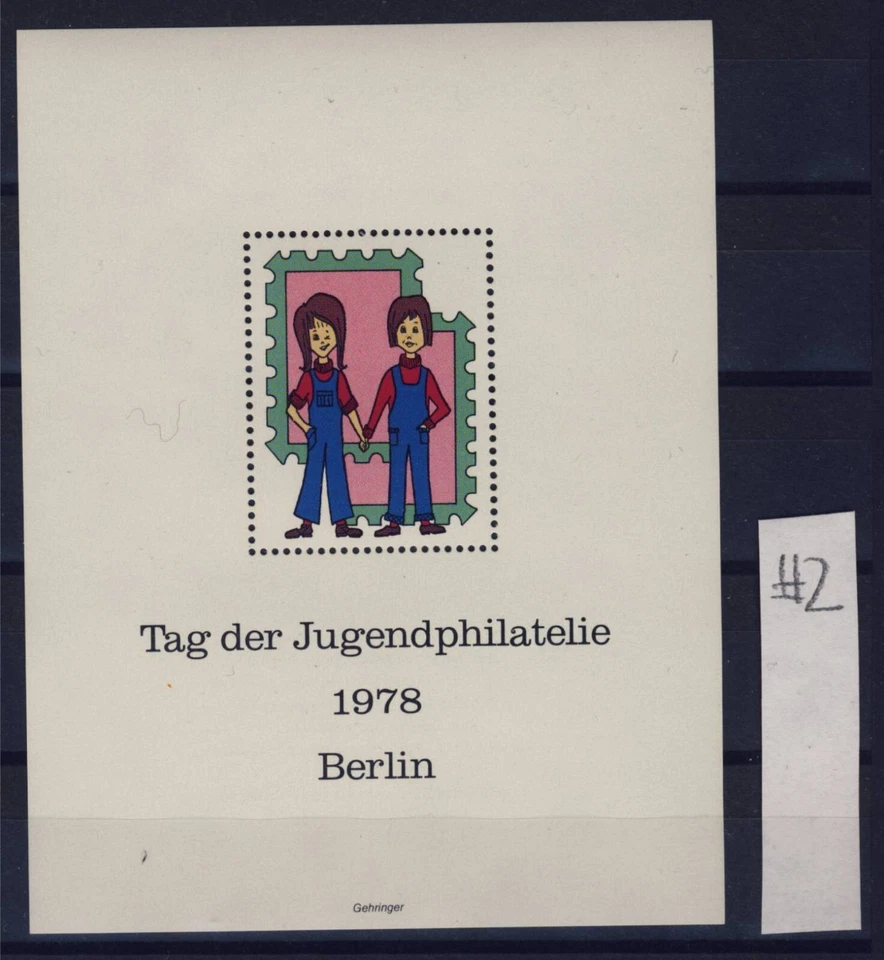 Tag der Jugendphilatelie
1978
Berlin
Gehringer
#2